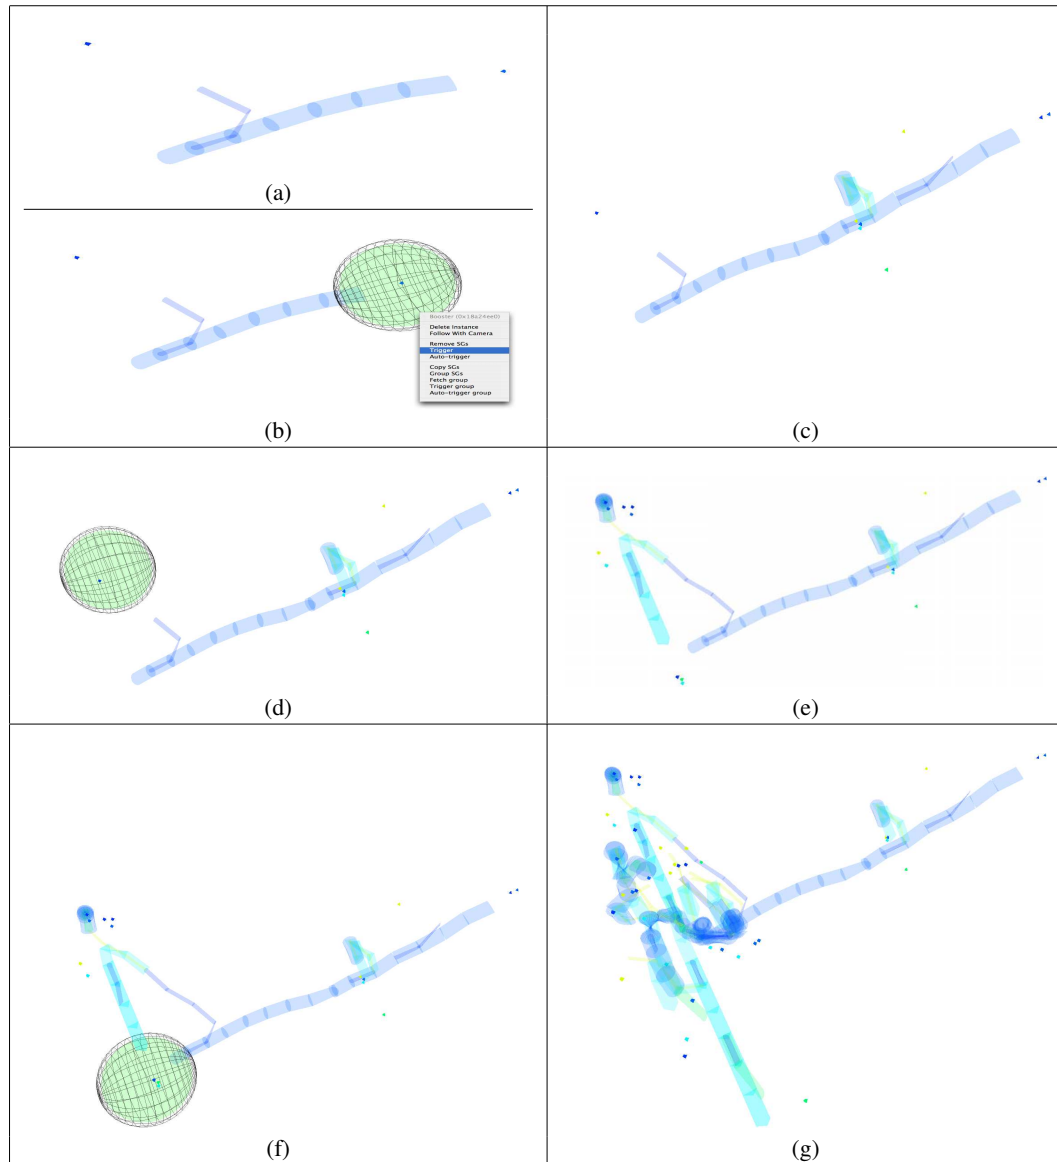 (a)
Booster (0x18a24ee0)
Delete Instance
Follow With Camera
Remove SGs
Trigger
Auto-trigger
Copy SGs
Group SGs
Fetch group
Trigger group
Auto-trigger group
(b)
(c)
(d)
(e)
(f)
(g)